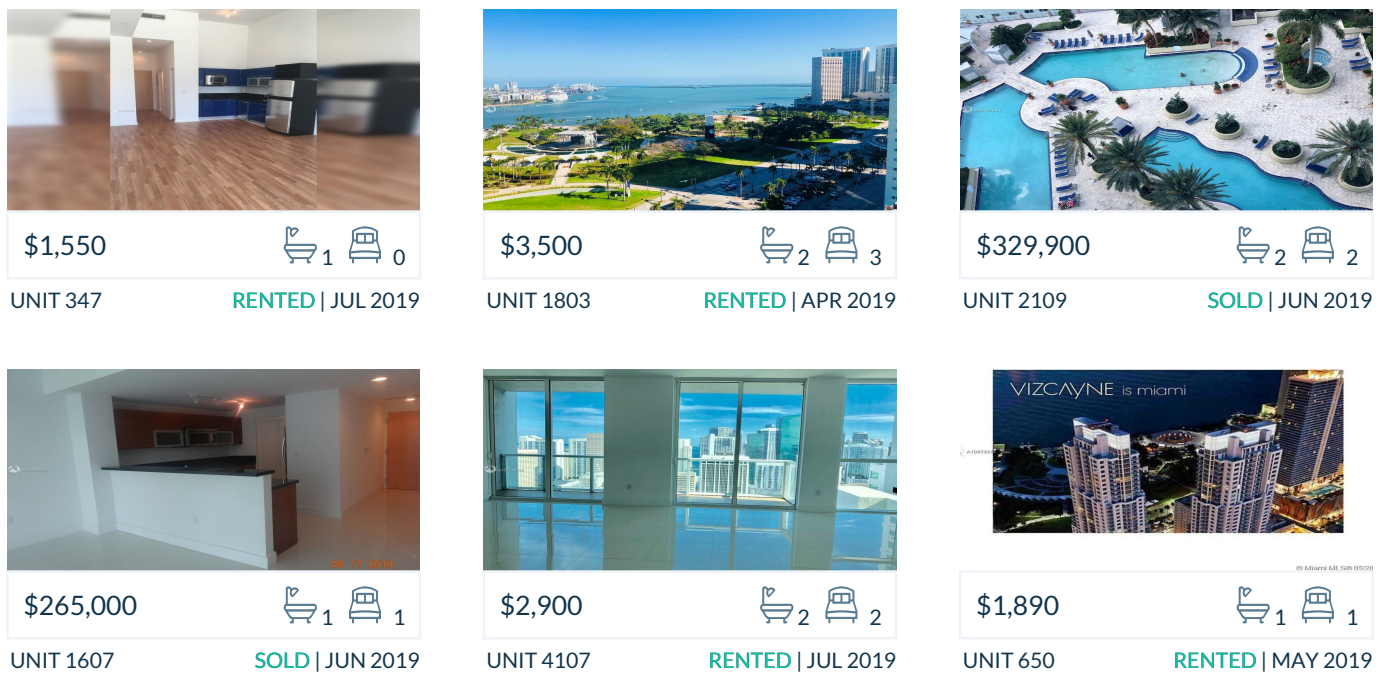 $1,550 1 0
UNIT 347 RENTED | JUL 2019
$3,500 2 3
UNIT 1803 RENTED | APR 2019
$329,900 2 2
UNIT 2109 SOLD | JUN 2019
$265,000 1 1
UNIT 1607 SOLD | JUN 2019
$2,900 2 2
UNIT 4107 RENTED | JUL 2019
VIZCAYNE is miami
$1,890 1 1
UNIT 650 RENTED | MAY 2019